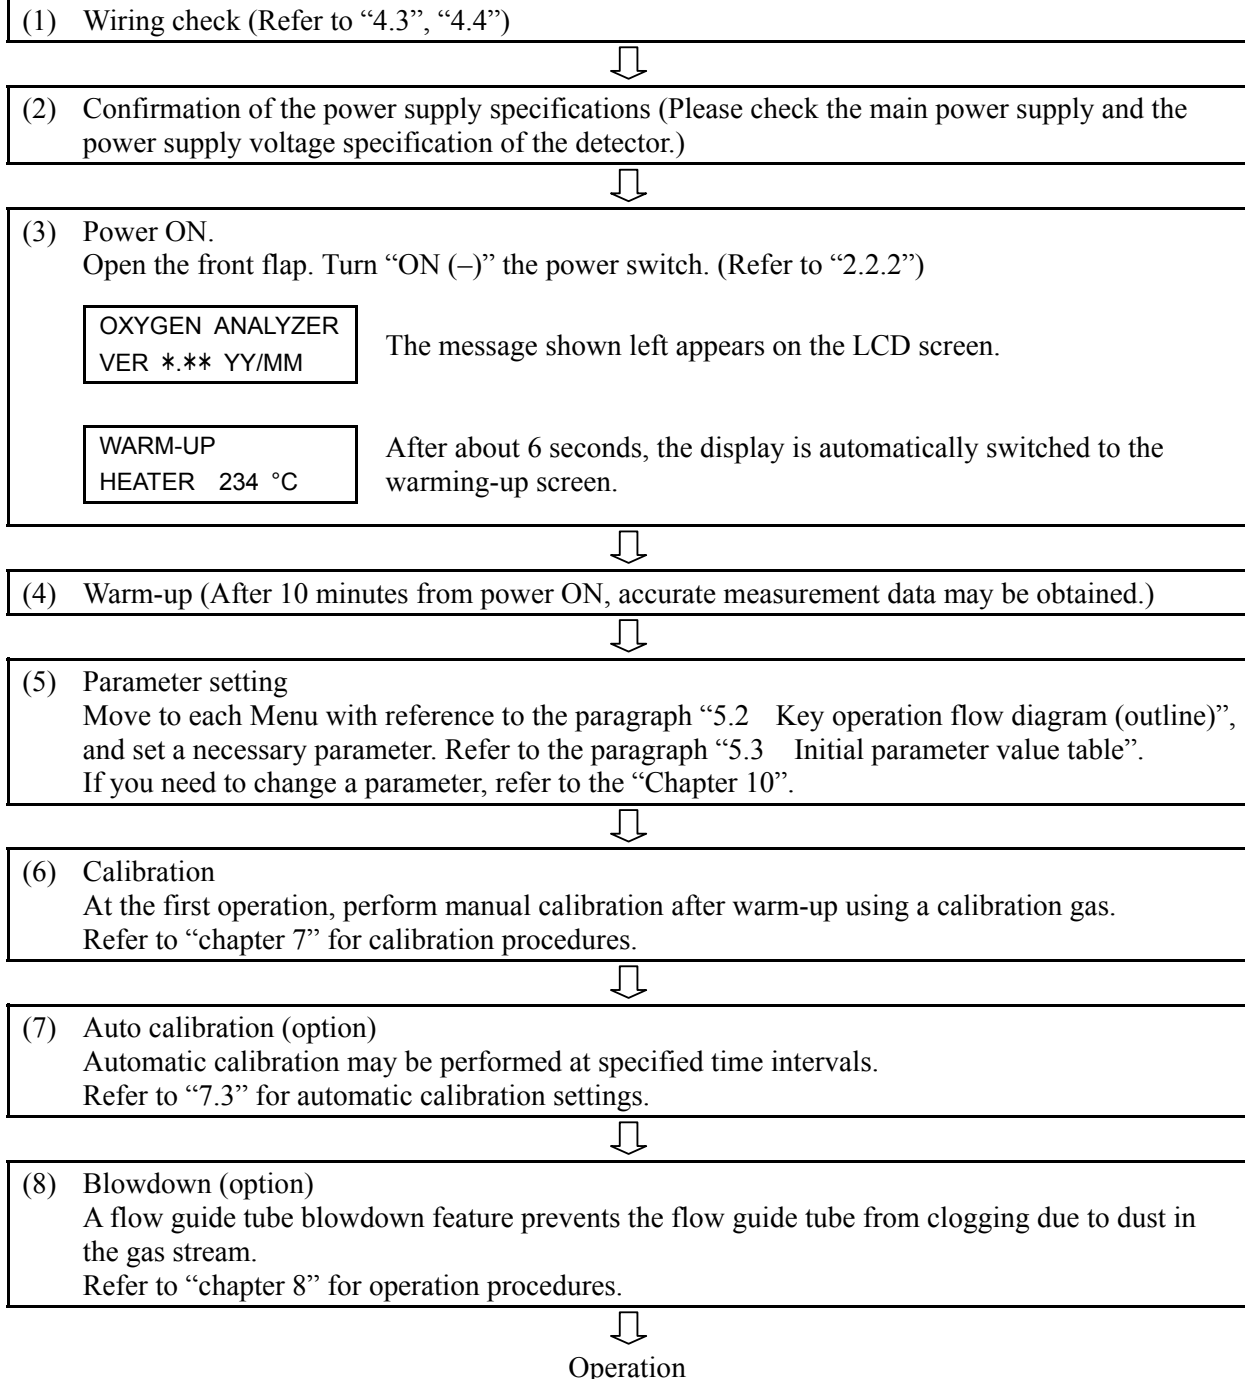 (1) Wiring check (Refer to “4.3”, “4.4”)
(2) Confirmation of the power supply specifications (Please check the main power supply and the
power supply voltage specification of the detector.)
(3) Power ON.
Open the front flap. Turn “ON (–)” the power switch. (Refer to “2.2.2”)
OXYGEN ANALYZER
VER *.** YY/MM
The message shown left appears on the LCD screen.
WARM-UP
HEATER 234 °C
After about 6 seconds, the display is automatically switched to the
warming-up screen.
(4) Warm-up (After 10 minutes from power ON, accurate measurement data may be obtained.)
(5) Parameter setting
Move to each Menu with reference to the paragraph “5.2 Key operation flow diagram (outline)”,
and set a necessary parameter. Refer to the paragraph “5.3 Initial parameter value table”.
If you need to change a parameter, refer to the “Chapter 10”.
(6) Calibration
At the first operation, perform manual calibration after warm-up using a calibration gas.
Refer to “chapter 7” for calibration procedures.
(7) Auto calibration (option)
Automatic calibration may be performed at specified time intervals.
Refer to “7.3” for automatic calibration settings.
(8) Blowdown (option)
A flow guide tube blowdown feature prevents the flow guide tube from clogging due to dust in
the gas stream.
Refer to “chapter 8” for operation procedures.
Operation